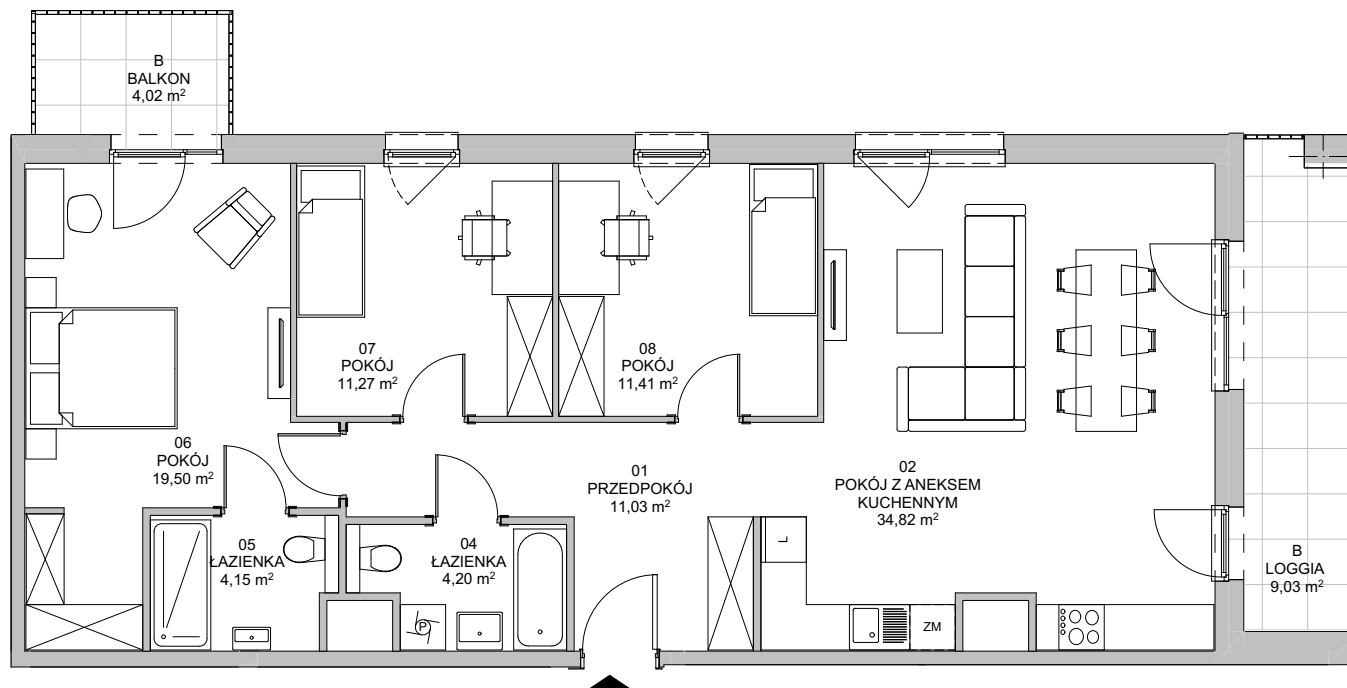 B
BALKON
4,02 m²
07
POKÓJ
11,27 m²
08
POKÓJ
11,41 m²
06
POKÓJ
19,50 m²
01
PRZEDPOKÓJ
11,03 m²
02
POKÓJ Z ANEKSEM
KUCHENNYM
34,82 m²
05
ŁAZIENKA
4,15 m²
04
ŁAZIENKA
4,20 m²
B
LOGGIA
9,03 m²
L
P
ZM